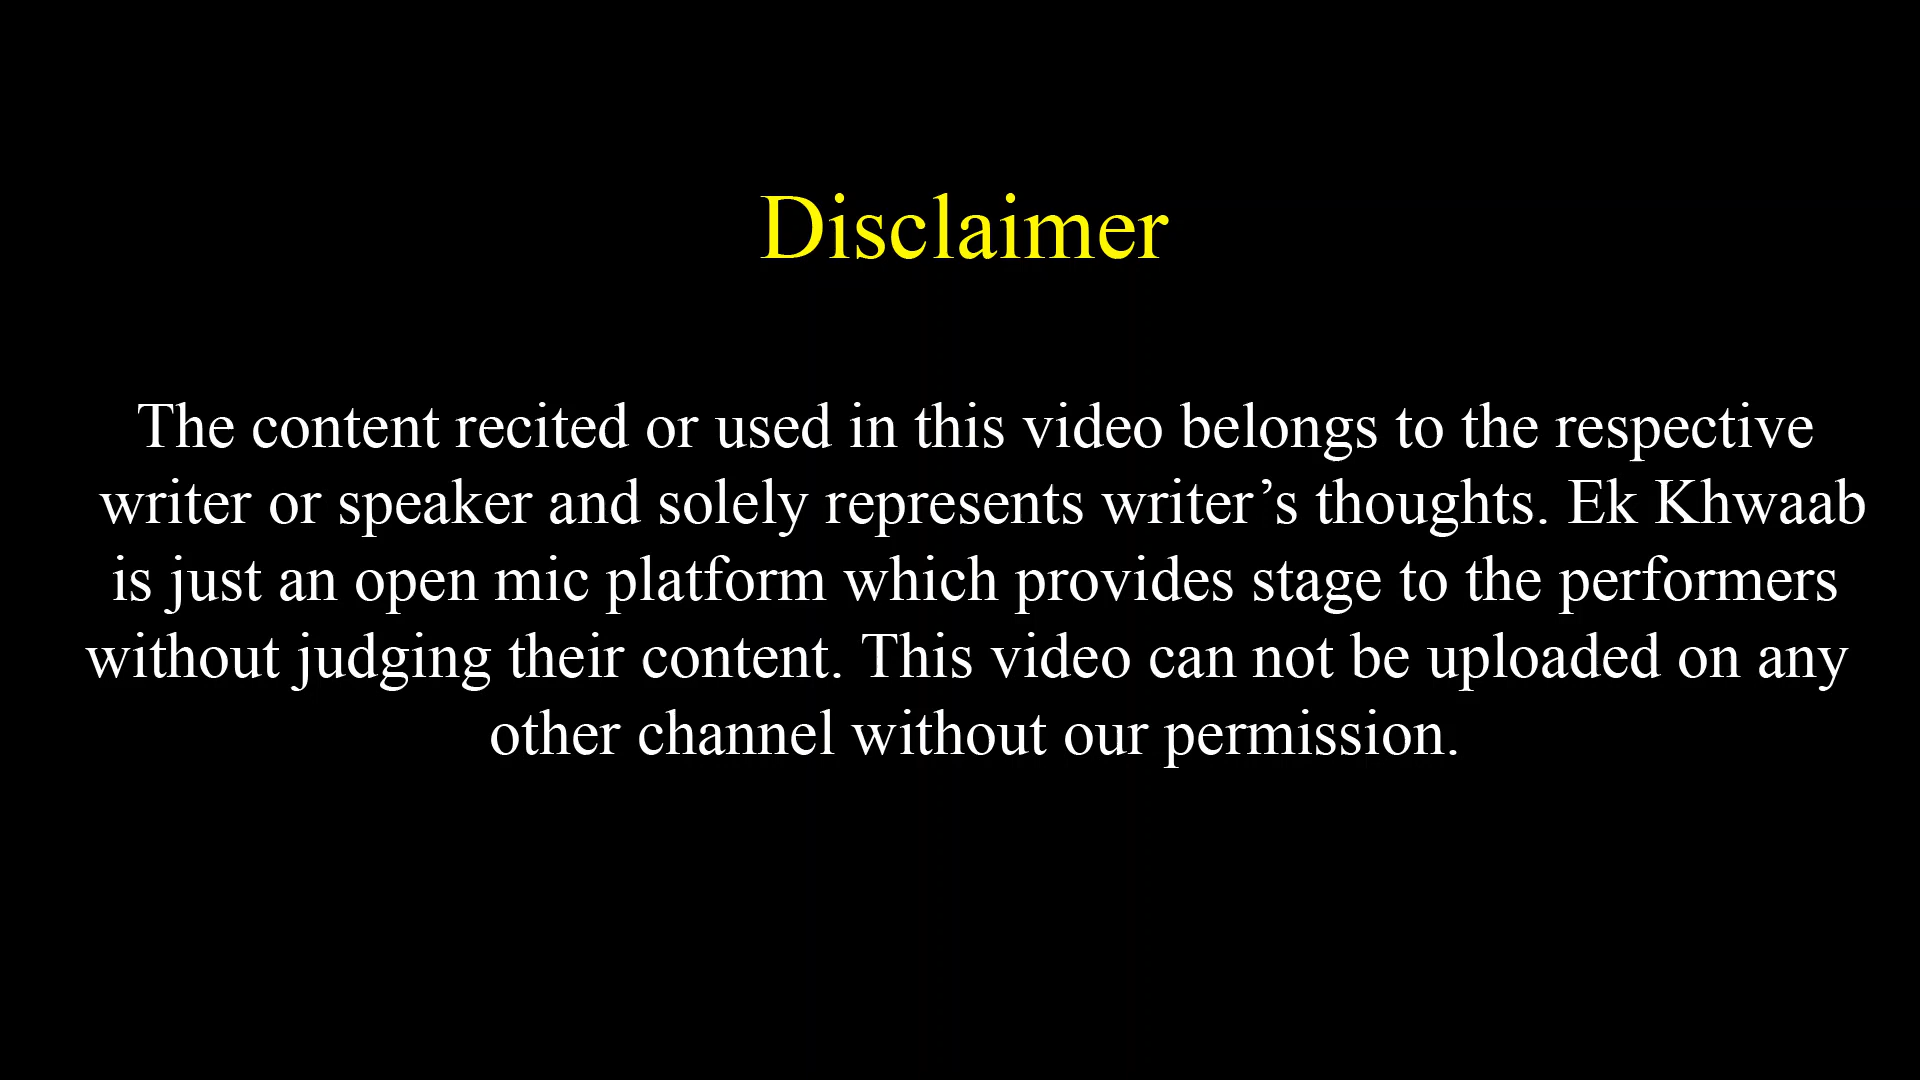 Disclaimer
The content recited or used in this video belongs to the respective
writer or speaker and solely represents writer’s thoughts. Ek Khwaab
is just an open mic platform which provides stage to the performers
without judging their content. This video can not be uploaded on any
other channel without our permission.